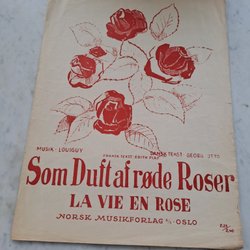 MUSIK: LOUIGUY
FRANSK TEKST: EDITH PIAF
DANSK TEKST: GEORG JUTO
Som Duft af røde Roser
LA VIE EN ROSE
NORSK MUSIKFORLAG A/S · OSLO